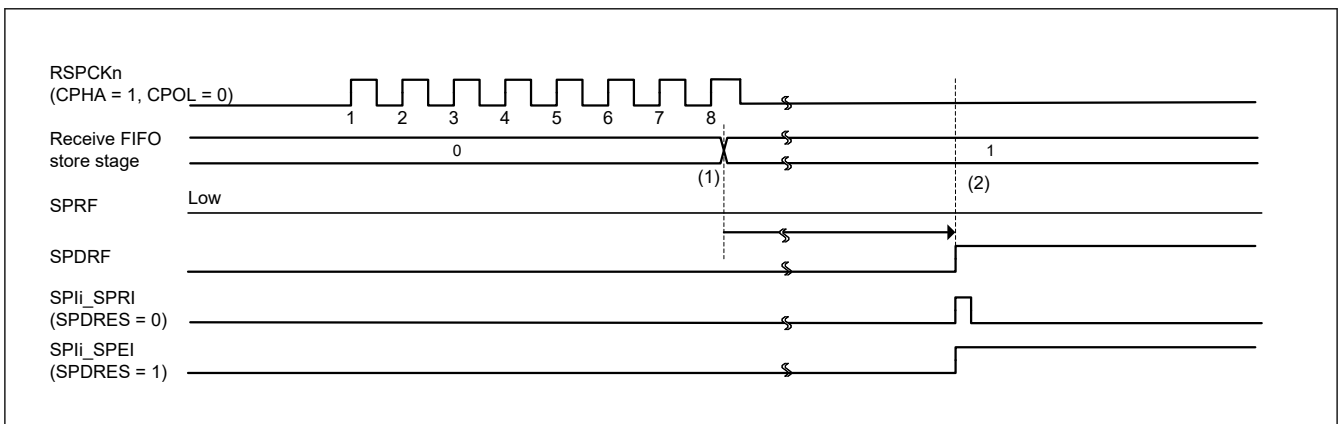 RSPCKn
(CPHA = 1, CPOL = 0)
1 2 3 4 5 6 7 8
Receive FIFO
store stage
0
1
(1)
(2)
SPRF
Low
SPDRF
SPIi_SPRI
(SPDRES = 0)
SPIi_SPEI
(SPDRES = 1)